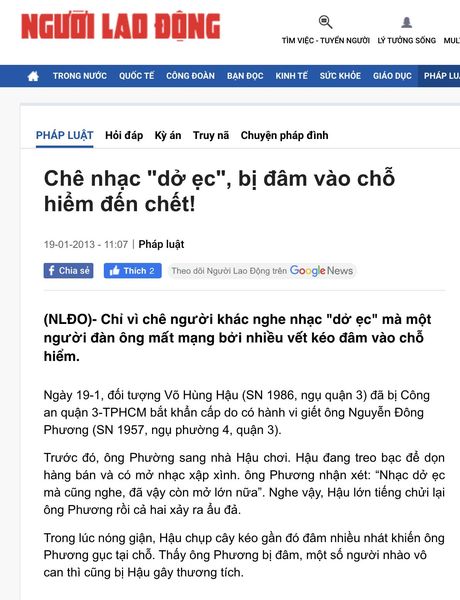 NGƯỜI LAO ĐỘNG
TÌM VIỆC - TUYỂN NGƯỜI
LÝ TƯỞNG SỐNG
MUL
TRONG NƯỚC QUỐC TẾ CÔNG ĐOÀN BẠN ĐỌC KINH TẾ SỨC KHỎE GIÁO DỤC PHÁP LU
PHÁP LUẬT Hỏi đáp Kỳ án Truy nã Chuyện pháp đình
Chê nhạc "dở ẹc", bị đâm vào chỗ
hiểm đến chết!
19-01-2013 - 11:07 | Pháp luật
Chia sẻ Thích 2 Theo dõi Người Lao Động trên Google News
(NLĐO)- Chỉ vì chê người khác nghe nhạc "dở ẹc" mà một
người đàn ông mất mạng bởi nhiều vết kéo đâm vào chỗ
hiểm.
Ngày 19-1, đối tượng Võ Hùng Hậu (SN 1986, ngụ quận 3) đã bị Công
an quận 3-TPHCM bắt khẩn cấp do có hành vi giết ông Nguyễn Đông
Phương (SN 1957, ngụ phường 4, quận 3).
Trước đó, ông Phường sang nhà Hậu chơi. Hậu đang treo bạc để dọn
hàng bán và có mở nhạc xập xình. ông Phương nhận xét: “Nhạc dở ẹc
mà cũng nghe, đã vậy còn mở lớn nữa”. Nghe vậy, Hậu lớn tiếng chửi lại
ông Phương rồi cả hai xảy ra ẩu đả.
Trong lúc nóng giận, Hậu chụp cây kéo gần đó đâm nhiều nhát khiến ông
Phương gục tại chỗ. Thấy ông Phương bị đâm, một số người nhào vô
can thì cũng bị Hậu gây thương tích.